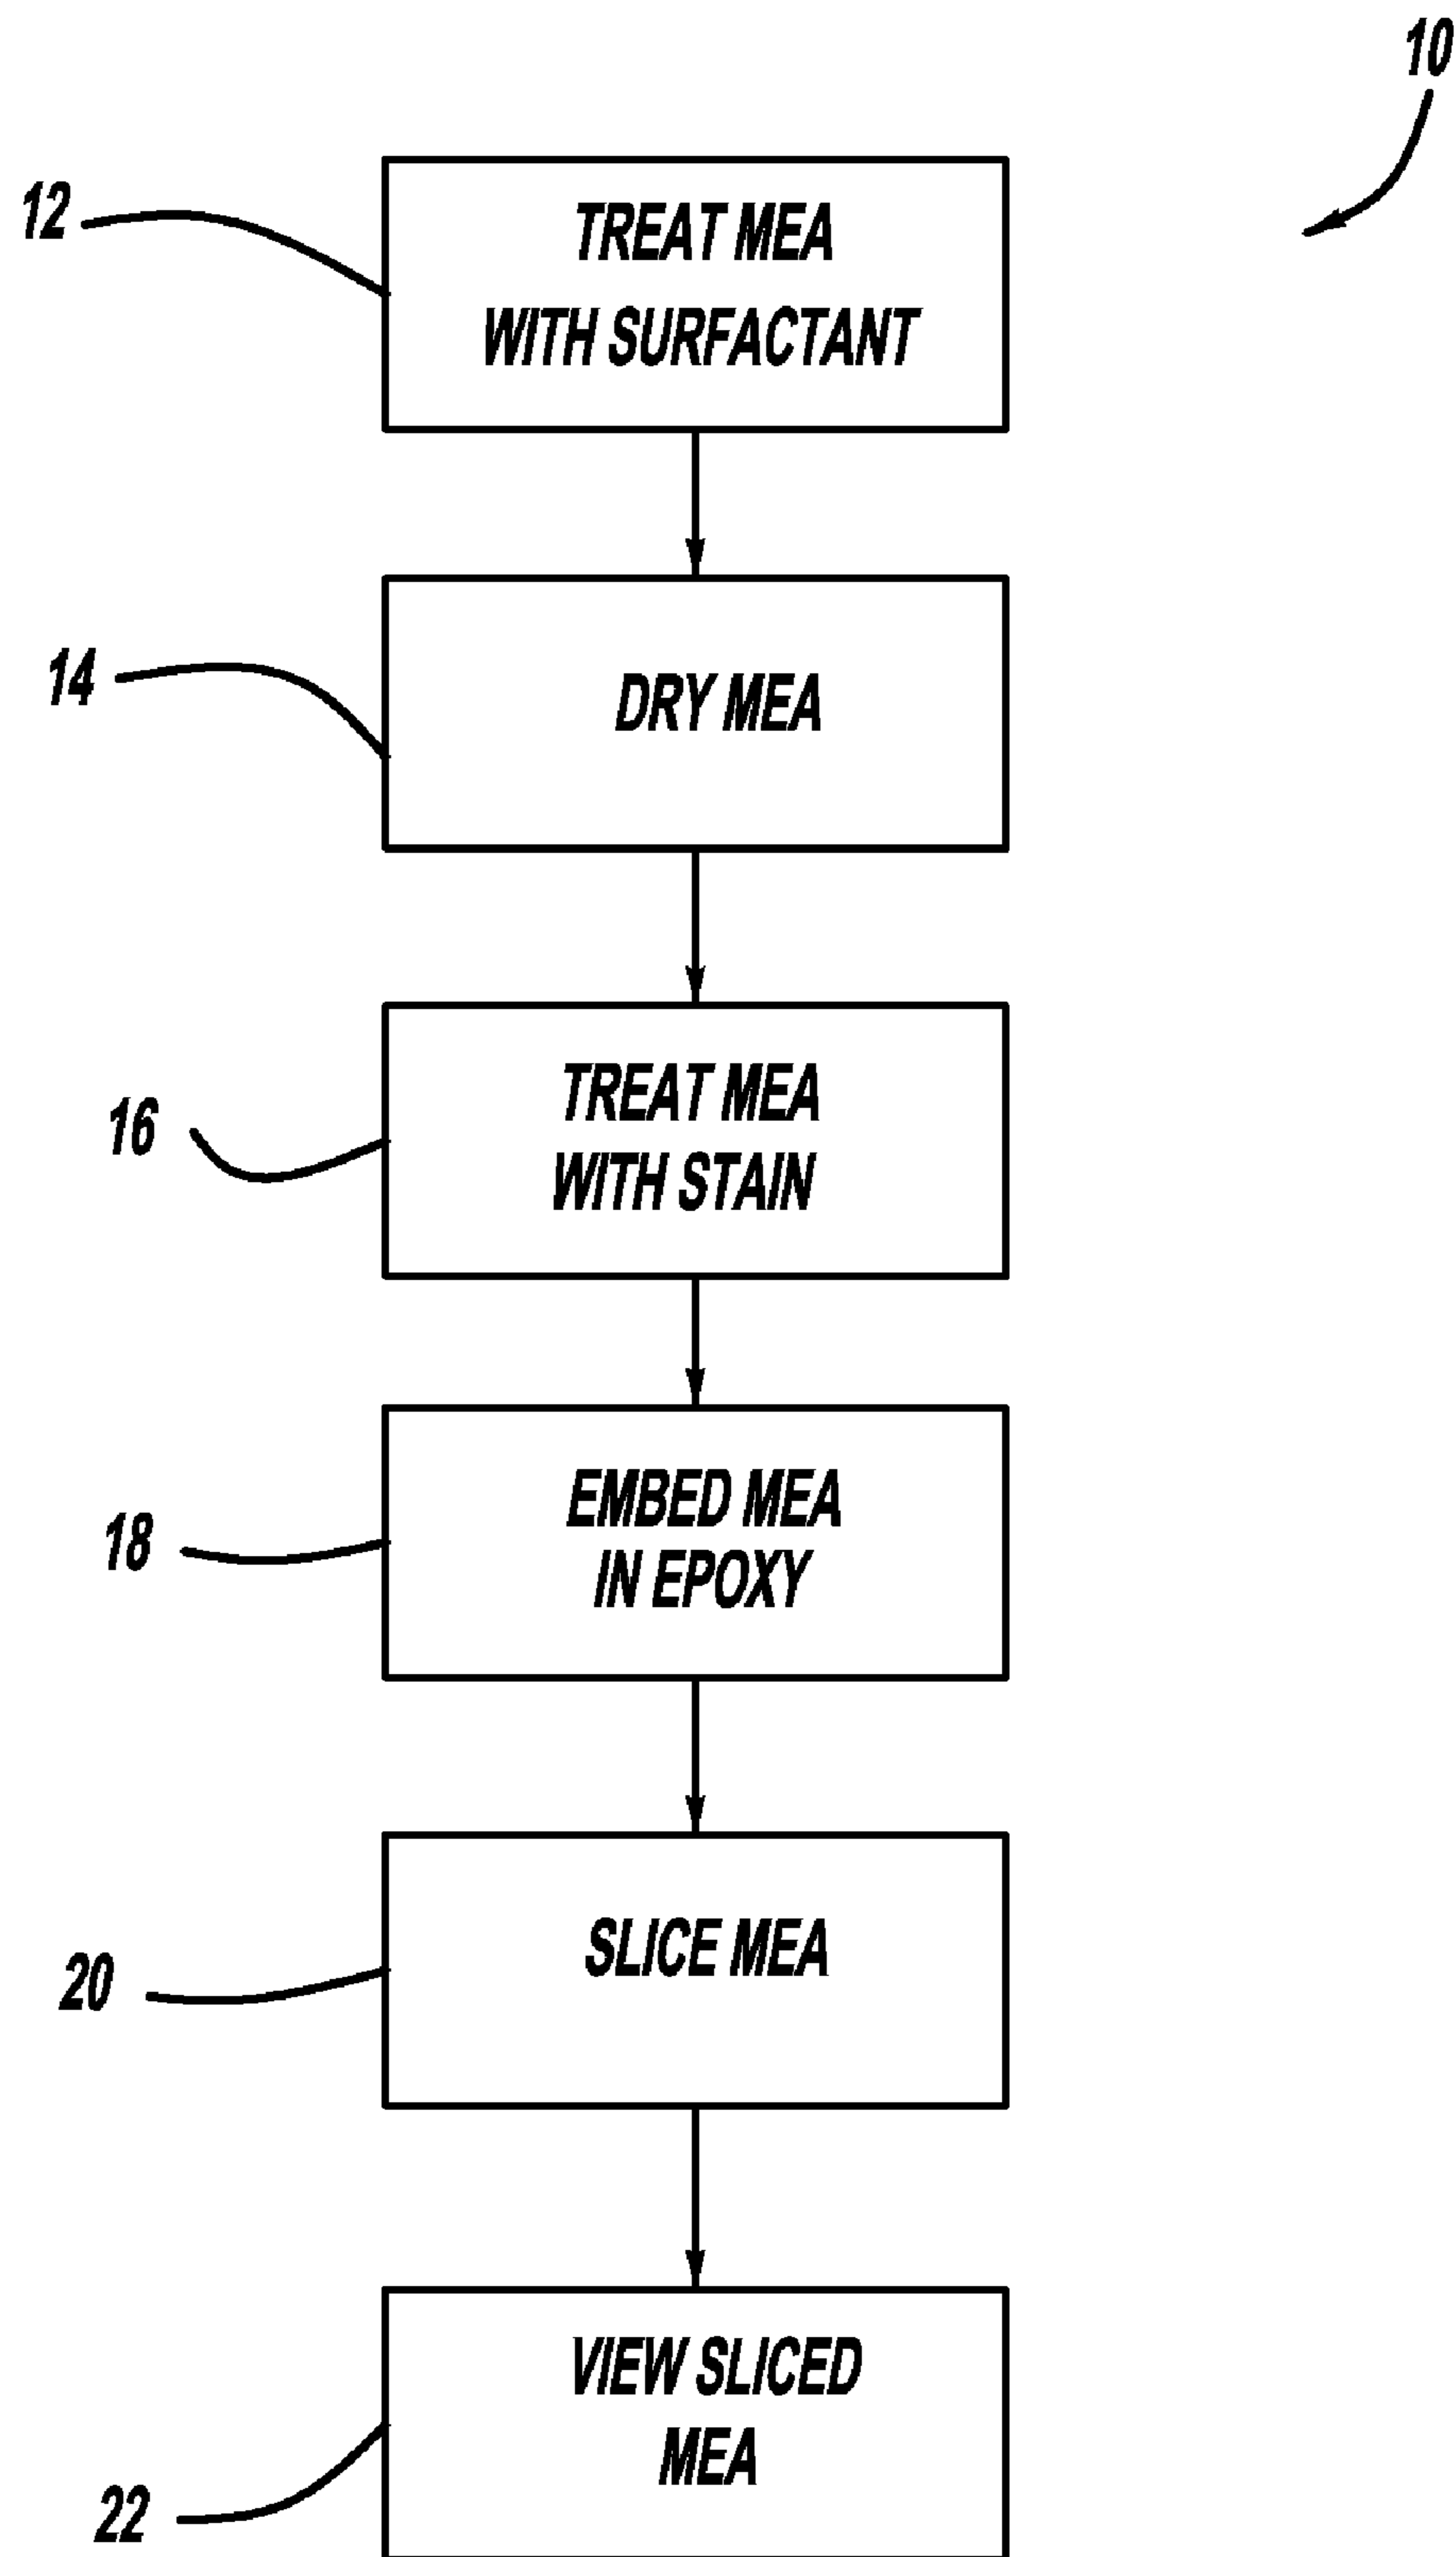 10
12
TREAT MEA
WITH SURFACTANT
14
DRY MEA
16
TREAT MEA
WITH STAIN
18
EMBED MEA
IN EPOXY
20
SLICE MEA
22
VIEW SLICED
MEA